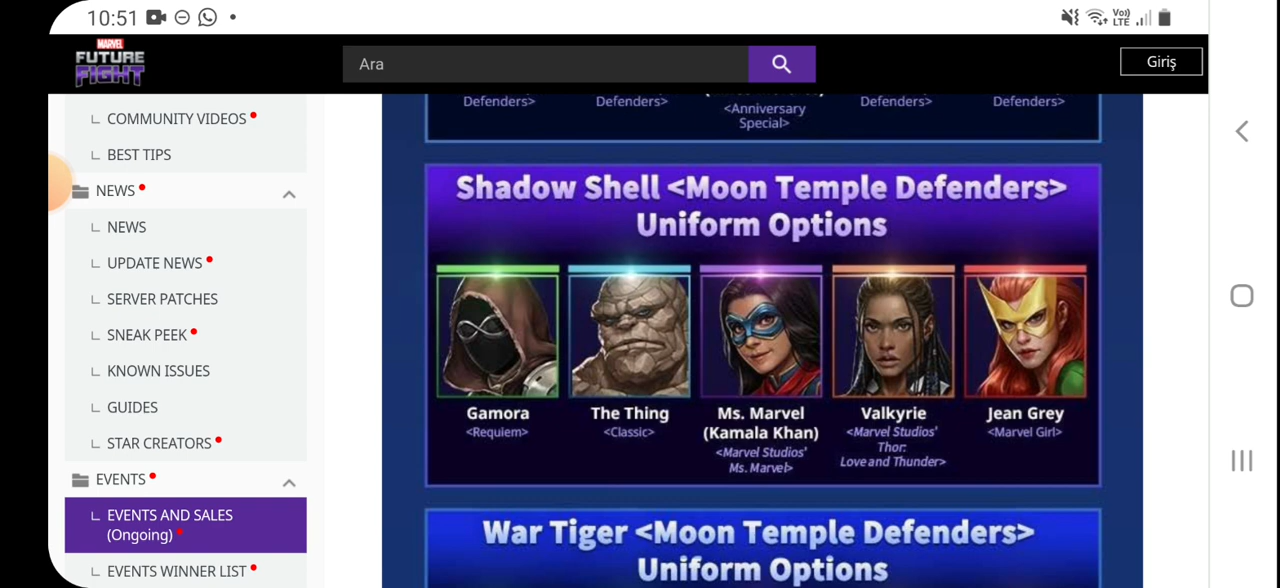 10:51
Vo))
LTE
MARVEL
FUTURE
FIGHT
Ara
Giriş
COMMUNITY VIDEOS
BEST TIPS
NEWS
NEWS
UPDATE NEWS
SERVER PATCHES
SNEAK PEEK
KNOWN ISSUES
GUIDES
STAR CREATORS
EVENTS
EVENTS AND SALES
(Ongoing)
EVENTS WINNER LIST
Defenders>
Defenders>
<Anniversary
Special>
Defenders>
Defenders>
Shadow Shell <Moon Temple Defenders>
Uniform Options
Gamora
<Requiem>
The Thing
<Classic>
Ms. Marvel
(Kamala Khan)
<Marvel Studios'
Ms. Marvel>
Valkyrie
<Marvel Studios'
Thor:
Love and Thunder>
Jean Grey
<Marvel Girl>
War Tiger <Moon Temple Defenders>
Uniform Options